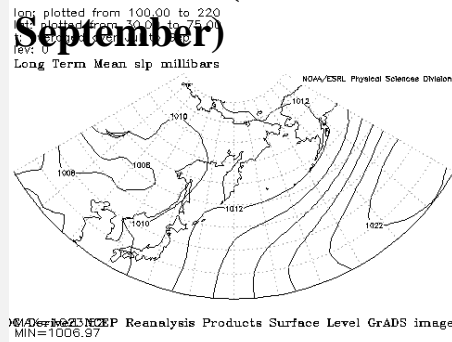 lon: plotted from 100.00 to 220
lat: plotted from 30.00 to 75.00
September)
lev: 0
Long Term Mean slp millibars
NOAA/ESRL Physical Sciences Division
1010
1012
1008
1008
1012
1010
1022
NCEP Reanalysis Products Surface Level GrADS image
MIN=1006.97